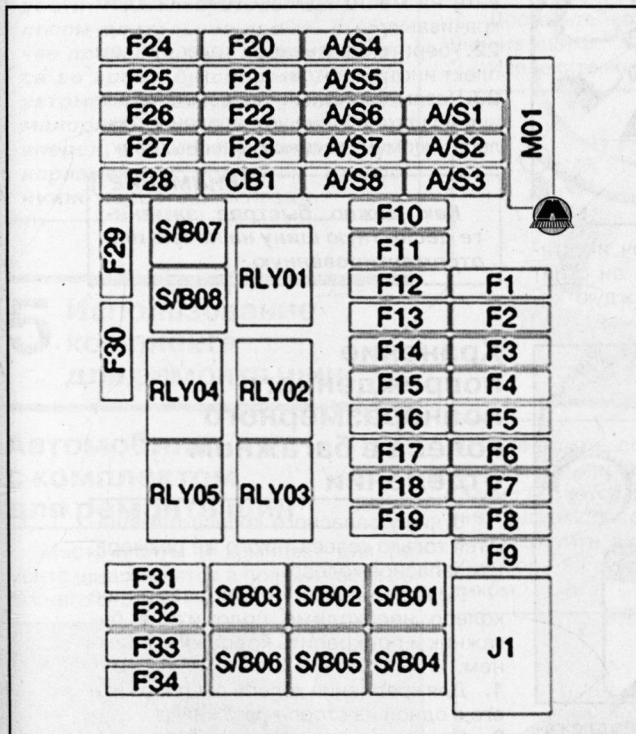 F24 F20 A/S4
F25 F21 A/S5
F26 F22 A/S6 A/S1
F27 F23 A/S7 A/S2
F28 CB1 A/S8 A/S3
M01
F29
F30
S/B07
S/B08
RLY01
RLY04 RLY02
RLY05 RLY03
F10
F11
F12 F1
F13 F2
F14 F3
F15 F4
F16 F5
F17 F6
F18 F7
F19 F8
F9
F31
F32
F33
F34
S/B03 S/B02 S/B01
S/B06 S/B05 S/B04
J1